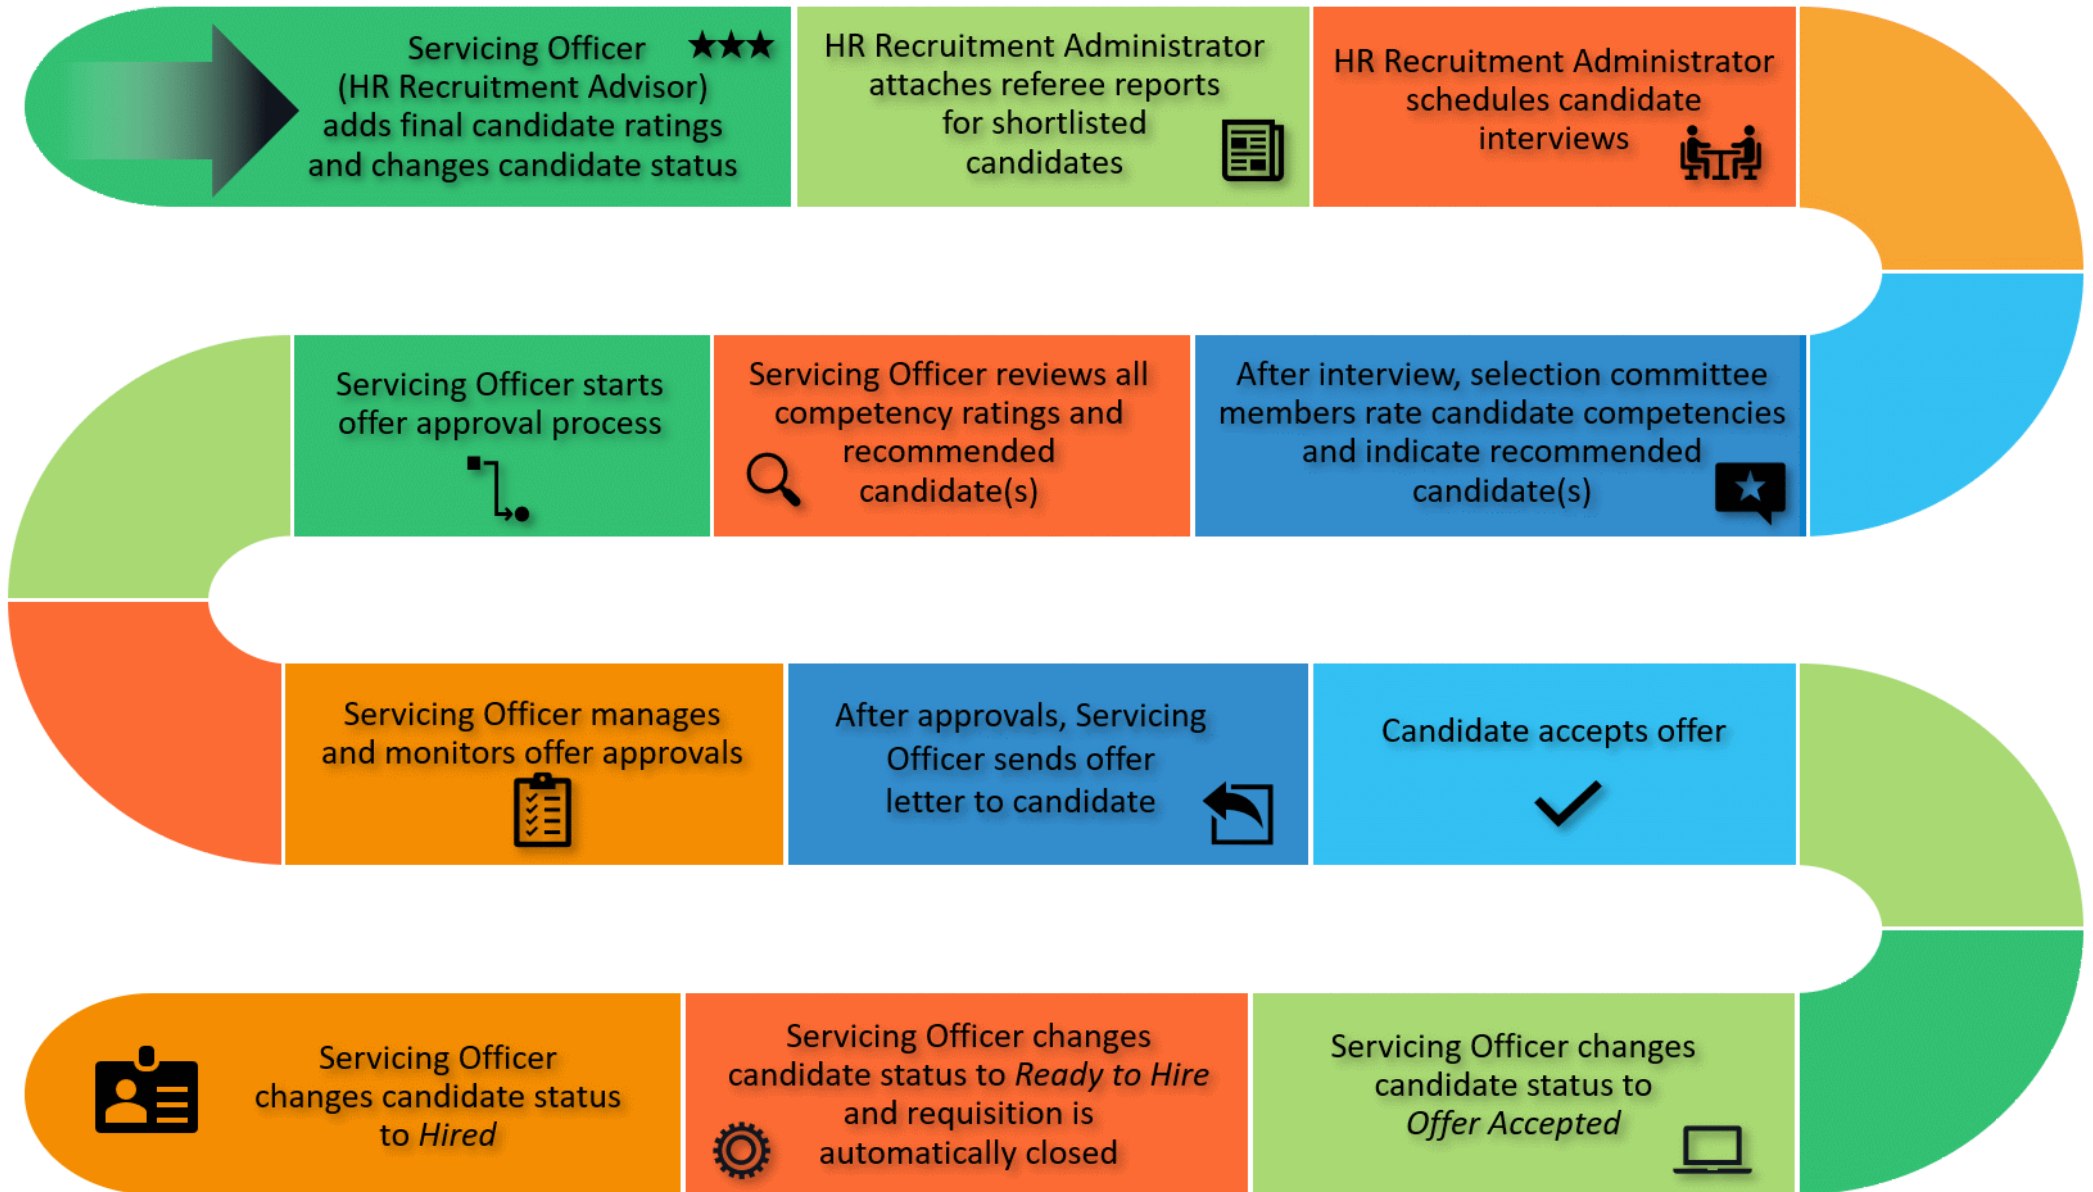 Servicing Officer
(HR Recruitment Advisor)
adds final candidate ratings
and changes candidate status
HR Recruitment Administrator
attaches referee reports
for shortlisted
candidates
HR Recruitment Administrator
schedules candidate
interviews
After interview, selection committee
members rate candidate competencies
and indicate recommended
candidate(s)
Servicing Officer reviews all
competency ratings and
recommended
candidate(s)
Servicing Officer starts
offer approval process
Servicing Officer manages
and monitors offer approvals
After approvals, Servicing
Officer sends offer
letter to candidate
Candidate accepts offer
Servicing Officer changes
candidate status to
Offer Accepted
Servicing Officer changes
candidate status to Ready to Hire
and requisition is
automatically closed
Servicing Officer
changes candidate status
to Hired